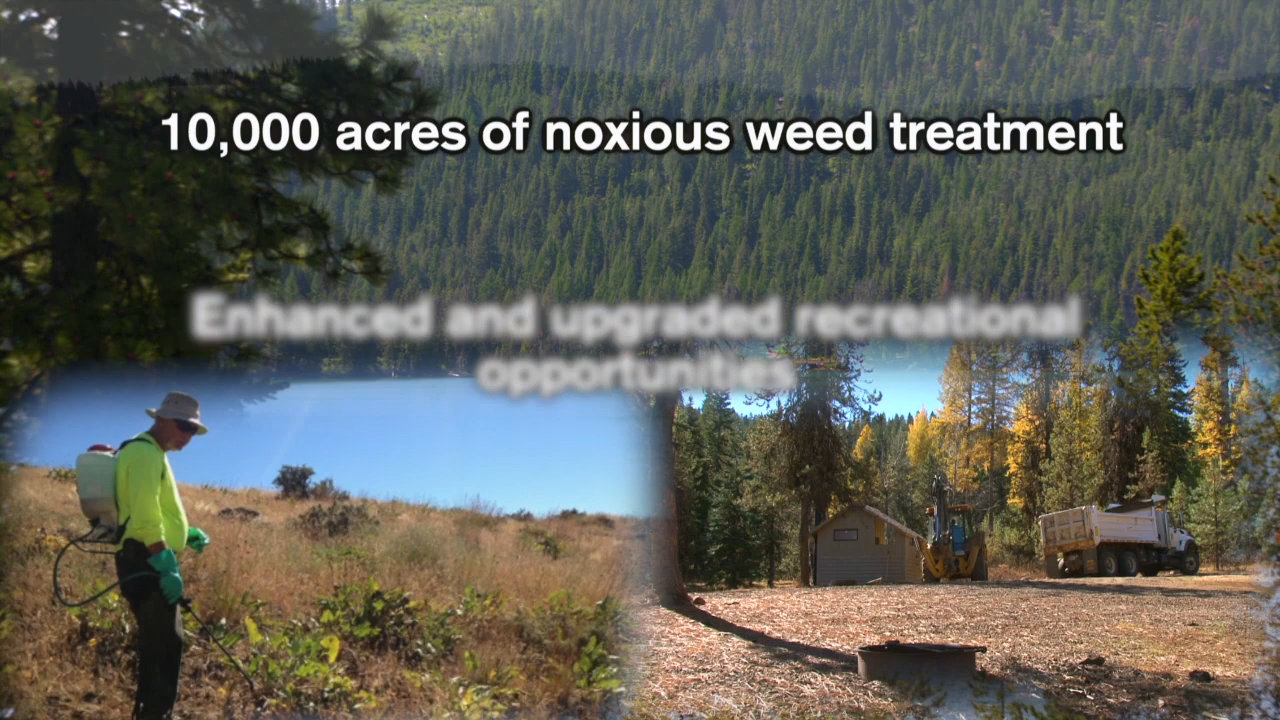 10,000 acres of noxious weed treatment
Enhanced and upgraded recreational
opportunities